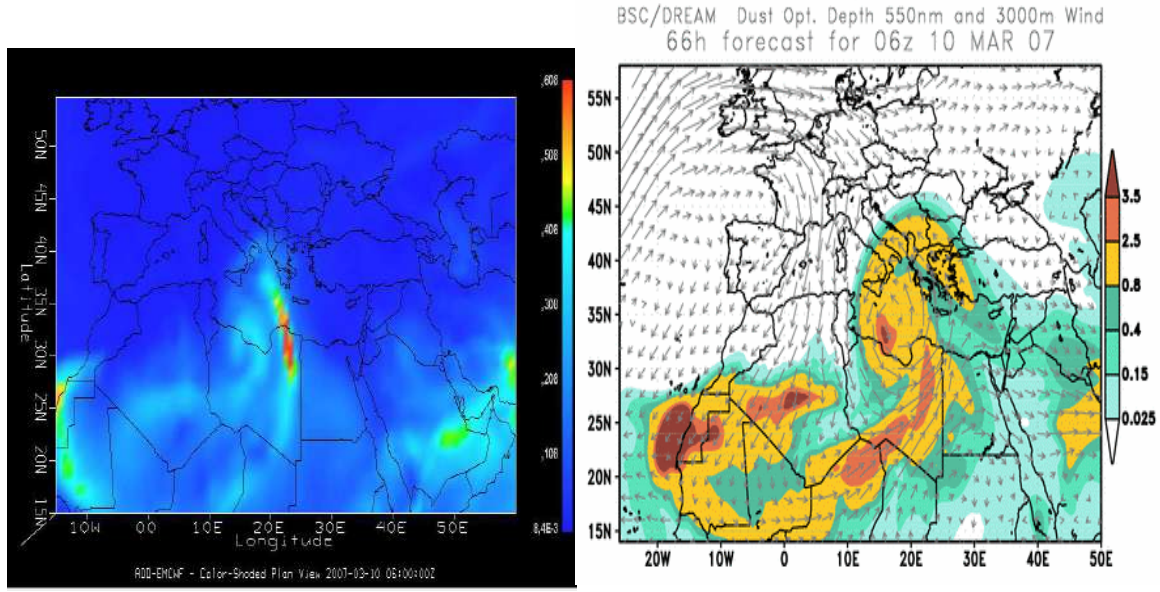 BSC/DREAM Dust Opt. Depth 550nm and 3000m Wind
66h forecast for 06z 10 MAR 07
,608
,508
,408
,308
,208
,108
8,4E-3
50N
45N
40N
35N
30N
25N
20N
15N
Latitude
10W 00 10E 20E 30E 40E 50E
Longitude
ADD-EMCWF - Color-Shaded Plan View 2007-03-10 06:00:00Z
55N
50N
45N
40N
35N
30N
25N
20N
15N
20W 10W 0 10E 20E 30E 40E 50E
3.5
2.5
0.8
0.4
0.15
0.025